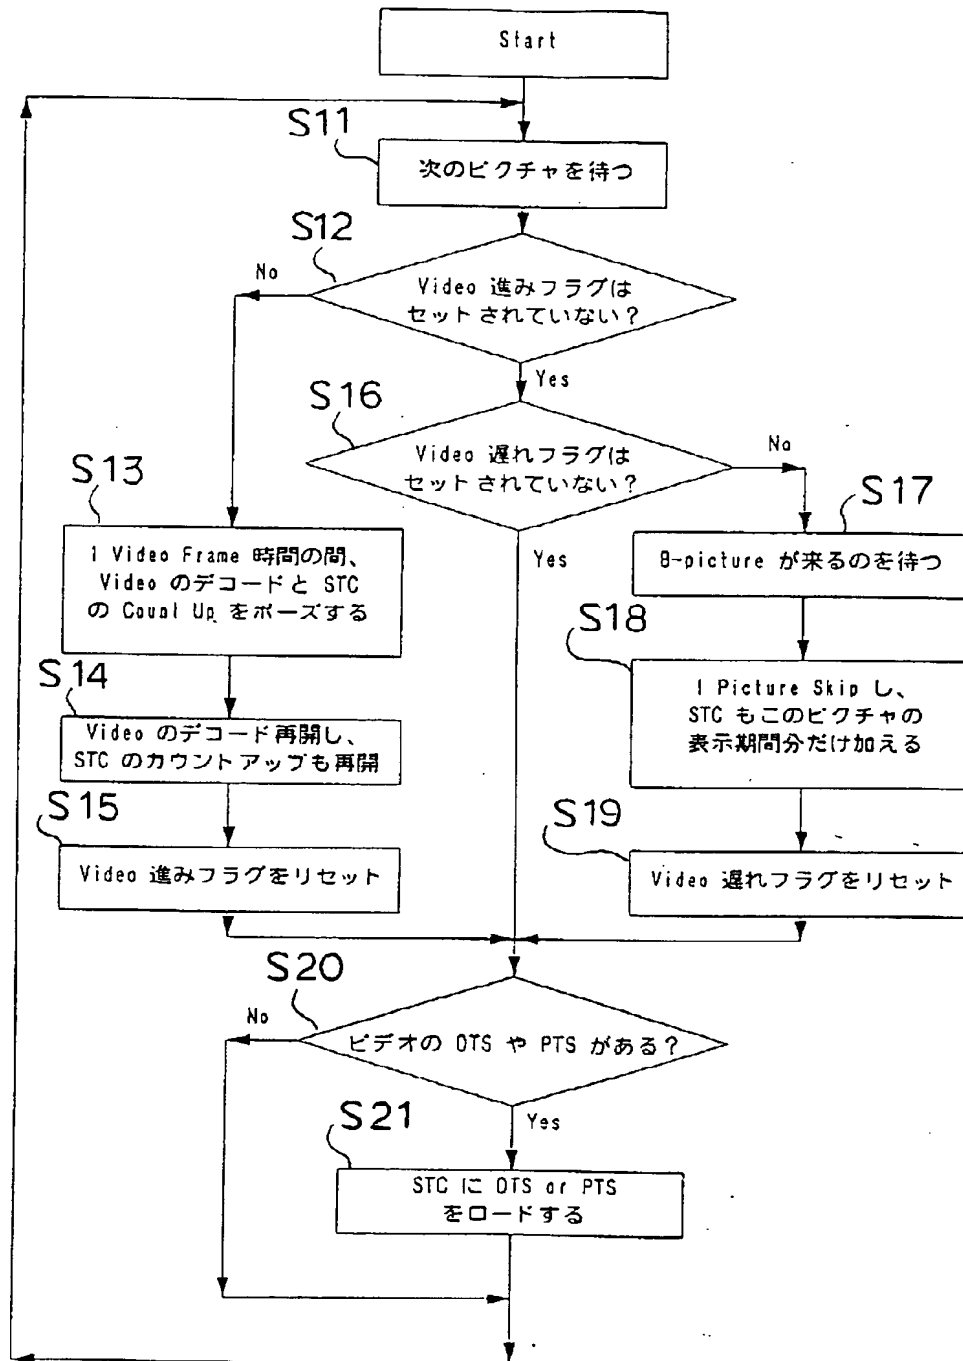 Start
S11
次のピクチャを待つ
S12
No
Video 進みフラグは
セットされていない?
Yes
S16
Video 遅れフラグは
セットされていない?
No
Yes
S13
1 Video Frame 時間の間、
Video のデコードと STC
の Count Up をポーズする
S17
B-picture が来るのを待つ
S14
Video のデコード再開し、
STC のカウントアップも再開
S18
1 Picture Skip し、
STC もこのピクチャの
表示期間分だけ加える
S15
Video 進みフラグをリセット
S19
Video 遅れフラグをリセット
S20
No
ビデオの DTS や PTS がある?
Yes
S21
STC に DTS or PTS
をロードする